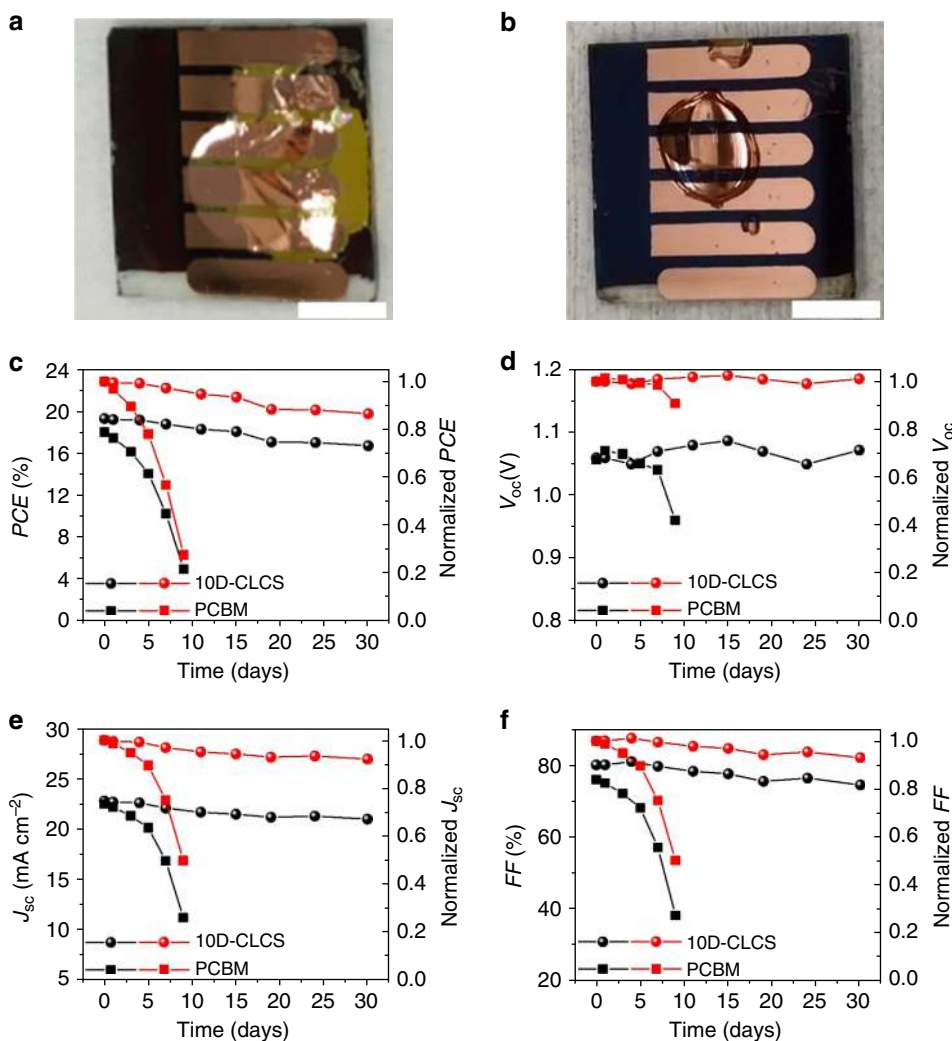 a
b
c
24
20
16
12
8
4
0
PCE (%)
1.0
0.8
0.6
0.4
0.2
0.0
Normalized PCE
10D-CLCS
PCBM
0 5 10 15 20 25 30
Time (days)
d
1.2
1.1
1.0
0.9
0.8
Voc(V)
1.0
0.8
0.6
0.4
0.2
0.0
Normalized Voc
10D-CLCS
PCBM
0 5 10 15 20 25 30
Time (days)
e
30
25
20
15
10
5
Jsc (mA cm⁻²)
1.0
0.8
0.6
0.4
0.2
0.0
Normalized Jsc
10D-CLCS
PCBM
0 5 10 15 20 25 30
Time (days)
f
80
60
40
20
FF (%)
1.0
0.8
0.6
0.4
0.2
0.0
Normalized FF
10D-CLCS
PCBM
0 5 10 15 20 25 30
Time (days)